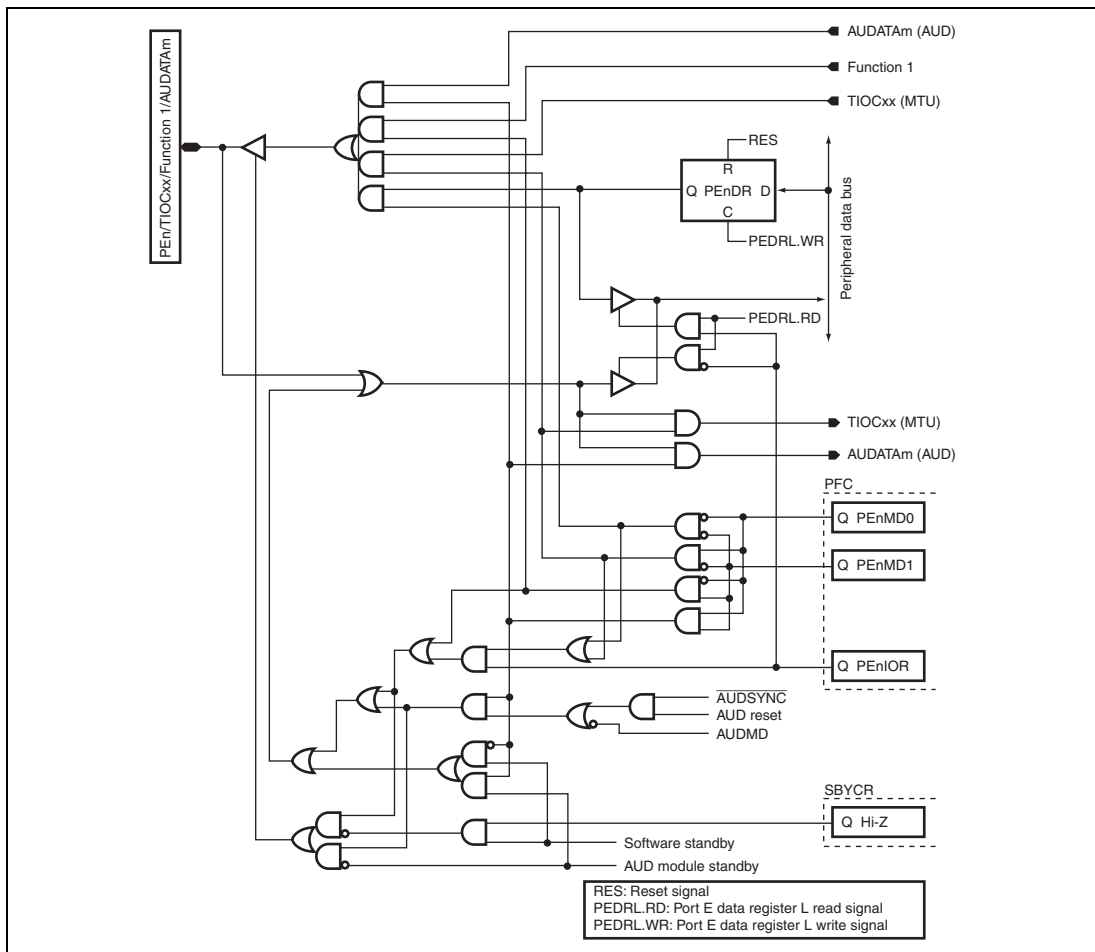 PEn/TIOCxx/Function 1/AUDATAm
AUDATAm (AUD)
Function 1
TIOCxx (MTU)
RES
R
Q PEnDR D
C
PEDRL.WR
Peripheral data bus
PEDRL.RD
TIOCxx (MTU)
AUDATAm (AUD)
PFC
Q PEnMD0
Q PEnMD1
Q PEnIOR
AUDSYNC
AUD reset
AUDMD
SBYCR
Q Hi-Z
Software standby
AUD module standby
RES: Reset signal
PEDRL.RD: Port E data register L read signal
PEDRL.WR: Port E data register L write signal